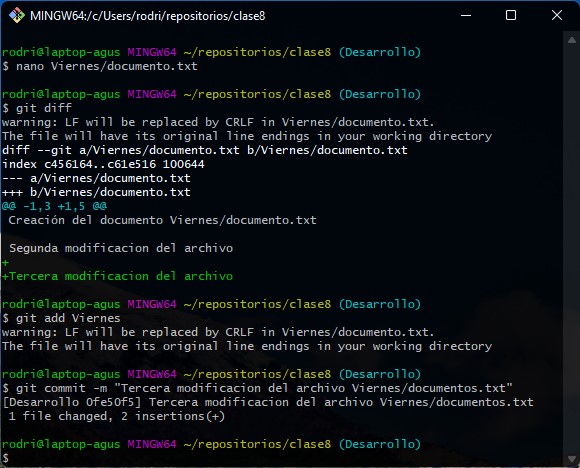 MINGW64:/c/Users/rodri/repositorios/clase8
rodri@laptop-agus MINGW64 ~/repositorios/clase8 (Desarrollo)
$ nano Viernes/documento.txt
rodri@laptop-agus MINGW64 ~/repositorios/clase8 (Desarrollo)
$ git diff
warning: LF will be replaced by CRLF in Viernes/documento.txt.
The file will have its original line endings in your working directory
diff --git a/Viernes/documento.txt b/Viernes/documento.txt
index c456164..c61e516 100644
--- a/Viernes/documento.txt
+++ b/Viernes/documento.txt
@@ -1,3 +1,5 @@
 Creación del documento Viernes/documento.txt

 Segunda modificacion del archivo
+
+Tercera modificacion del archivo
rodri@laptop-agus MINGW64 ~/repositorios/clase8 (Desarrollo)
$ git add Viernes
warning: LF will be replaced by CRLF in Viernes/documento.txt.
The file will have its original line endings in your working directory
rodri@laptop-agus MINGW64 ~/repositorios/clase8 (Desarrollo)
$ git commit -m "Tercera modificacion del archivo Viernes/documentos.txt"
[Desarrollo 0fe50f5] Tercera modificacion del archivo Viernes/documentos.txt
 1 file changed, 2 insertions(+)
rodri@laptop-agus MINGW64 ~/repositorios/clase8 (Desarrollo)
$